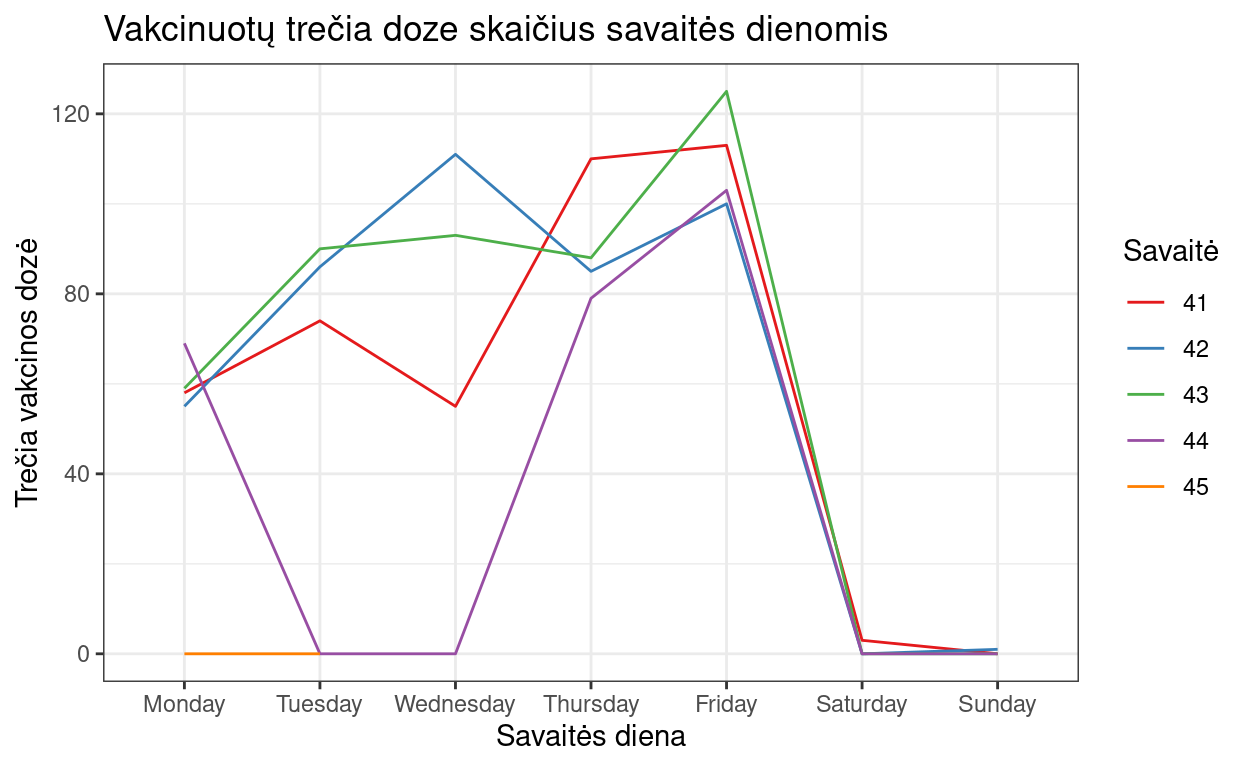 Vakcinuotų trečia doze skaičius savaitės dienomis
Trečia vakcinos dozė
120
80
40
0
Monday Tuesday Wednesday Thursday Friday Saturday Sunday
Savaitės diena
Savaitė
41
42
43
44
45